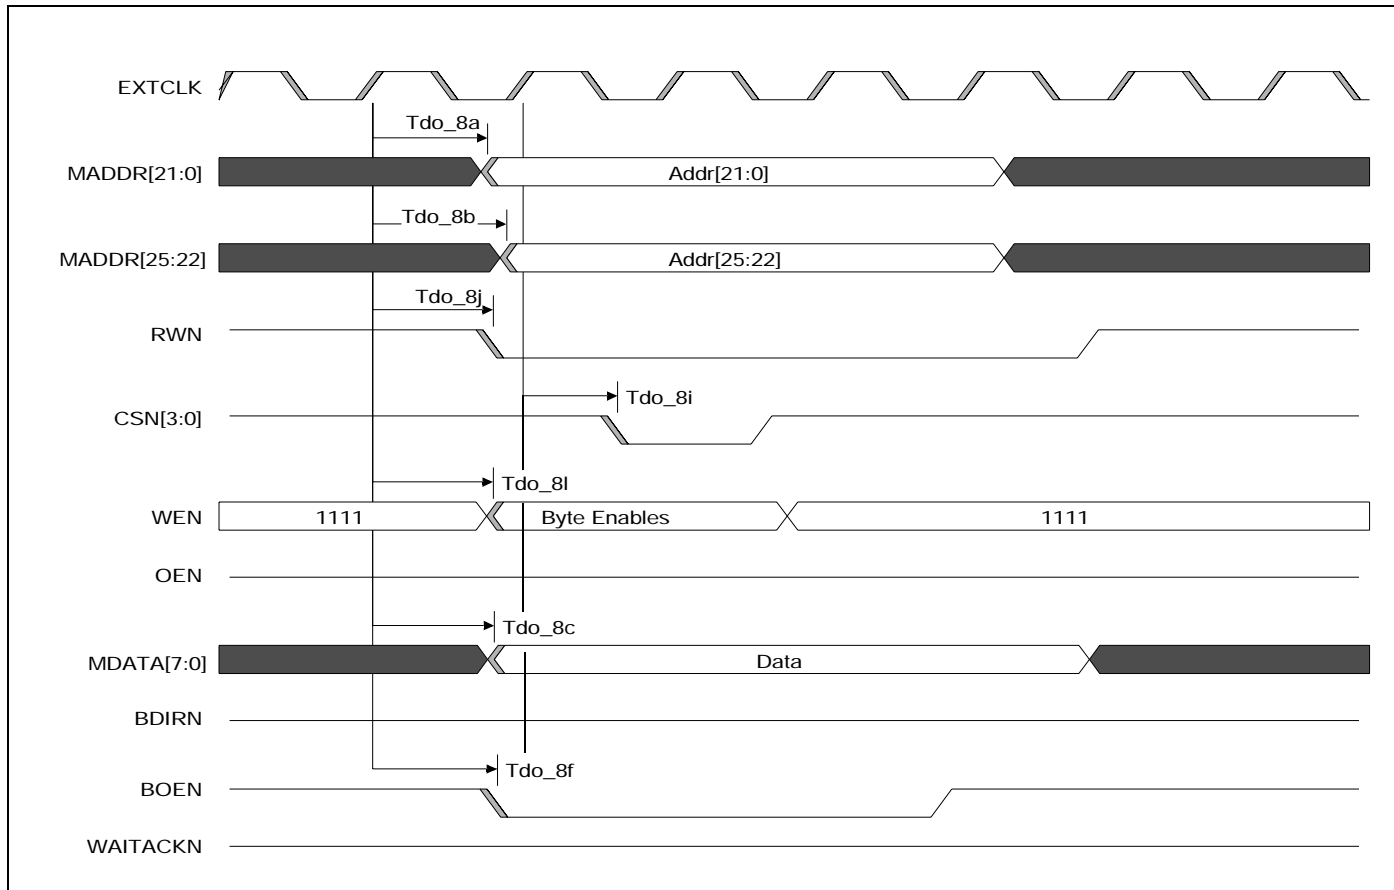 EXTCLK
Tdo_8a
MADDR[21:0]
Addr[21:0]
Tdo_8b
MADDR[25:22]
Addr[25:22]
Tdo_8j
RWN
Tdo_8i
CSN[3:0]
Tdo_8l
WEN 1111 Byte Enables 1111
OEN
Tdo_8c
MDATA[7:0] Data
BDIRN
Tdo_8f
BOEN
WAITACKN